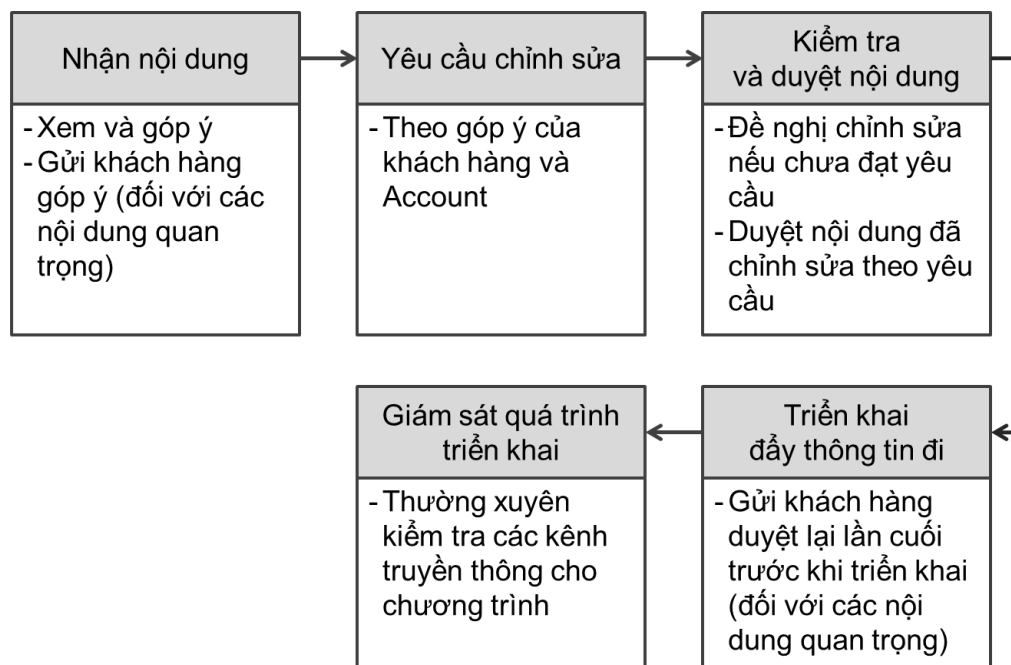 Nhận nội dung
- Xem và góp ý
- Gửi khách hàng
góp ý (đối với các
nội dung quan
trọng)
Yêu cầu chỉnh sửa
- Theo góp ý của
khách hàng và
Account
Kiểm tra
và duyệt nội dung
- Đề nghị chỉnh sửa
nếu chưa đạt yêu
cầu
- Duyệt nội dung đã
chỉnh sửa theo yêu
cầu
Triển khai
đẩy thông tin đi
- Gửi khách hàng
duyệt lại lần cuối
trước khi triển khai
(đối với các nội
dung quan trọng)
Giám sát quá trình
triển khai
- Thường xuyên
kiểm tra các kênh
truyền thông cho
chương trình